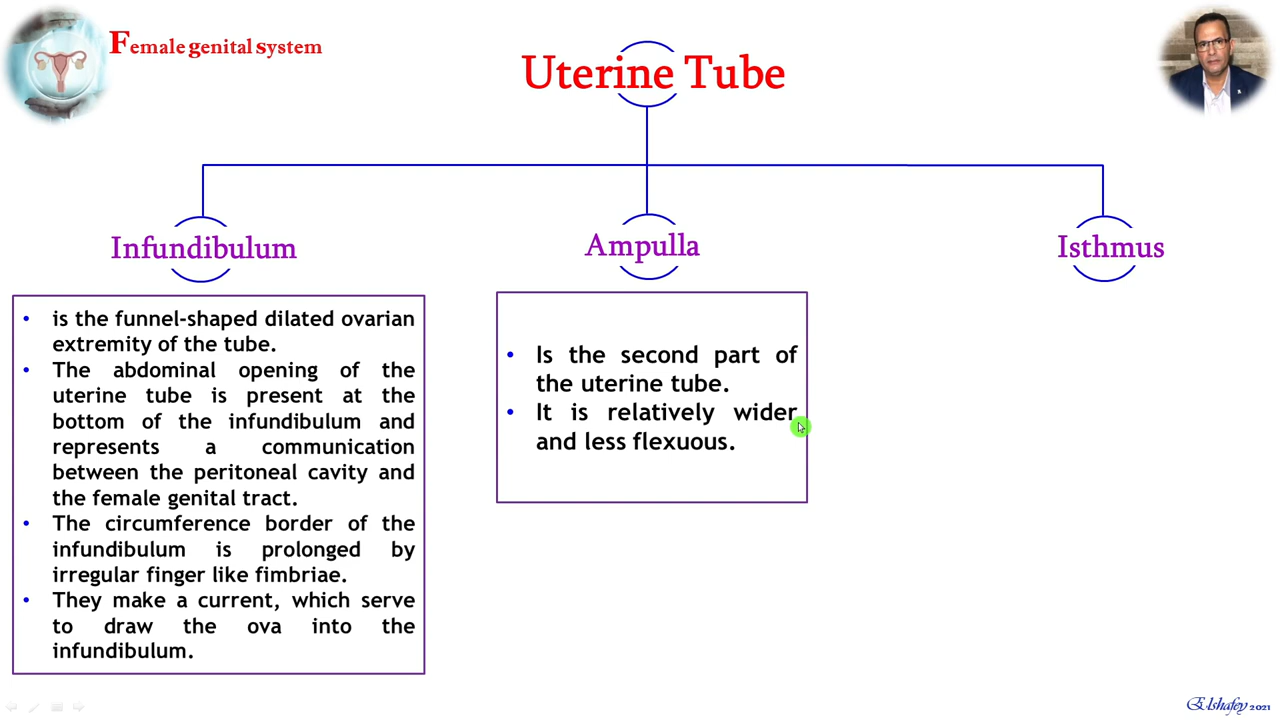 Female genital system
Uterine Tube
Infundibulum
Ampulla
Isthmus
• is the funnel-shaped dilated ovarian
extremity of the tube.
• The abdominal opening of the
uterine tube is present at the
bottom of the infundibulum and
represents a communication
between the peritoneal cavity and
the female genital tract.
• The circumference border of the
infundibulum is prolonged by
irregular finger like fimbriae.
• They make a current, which serve
to draw the ova into the
infundibulum.
• Is the second part of
the uterine tube.
• It is relatively wider
and less flexuous.
Elshafey 2021